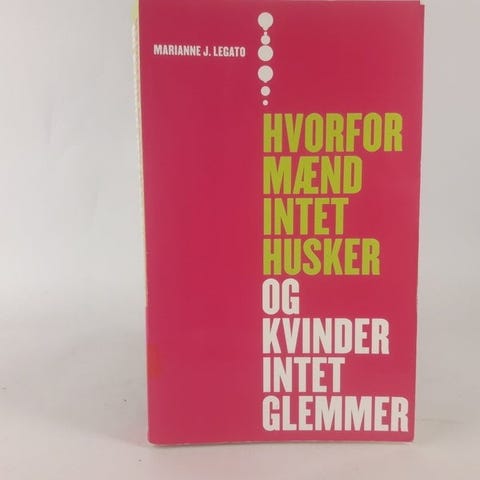 MARIANNE J. LEGATO
HVORFOR
MÆND
INTET
HUSKER
OG
KVINDER
INTET
GLEMMER